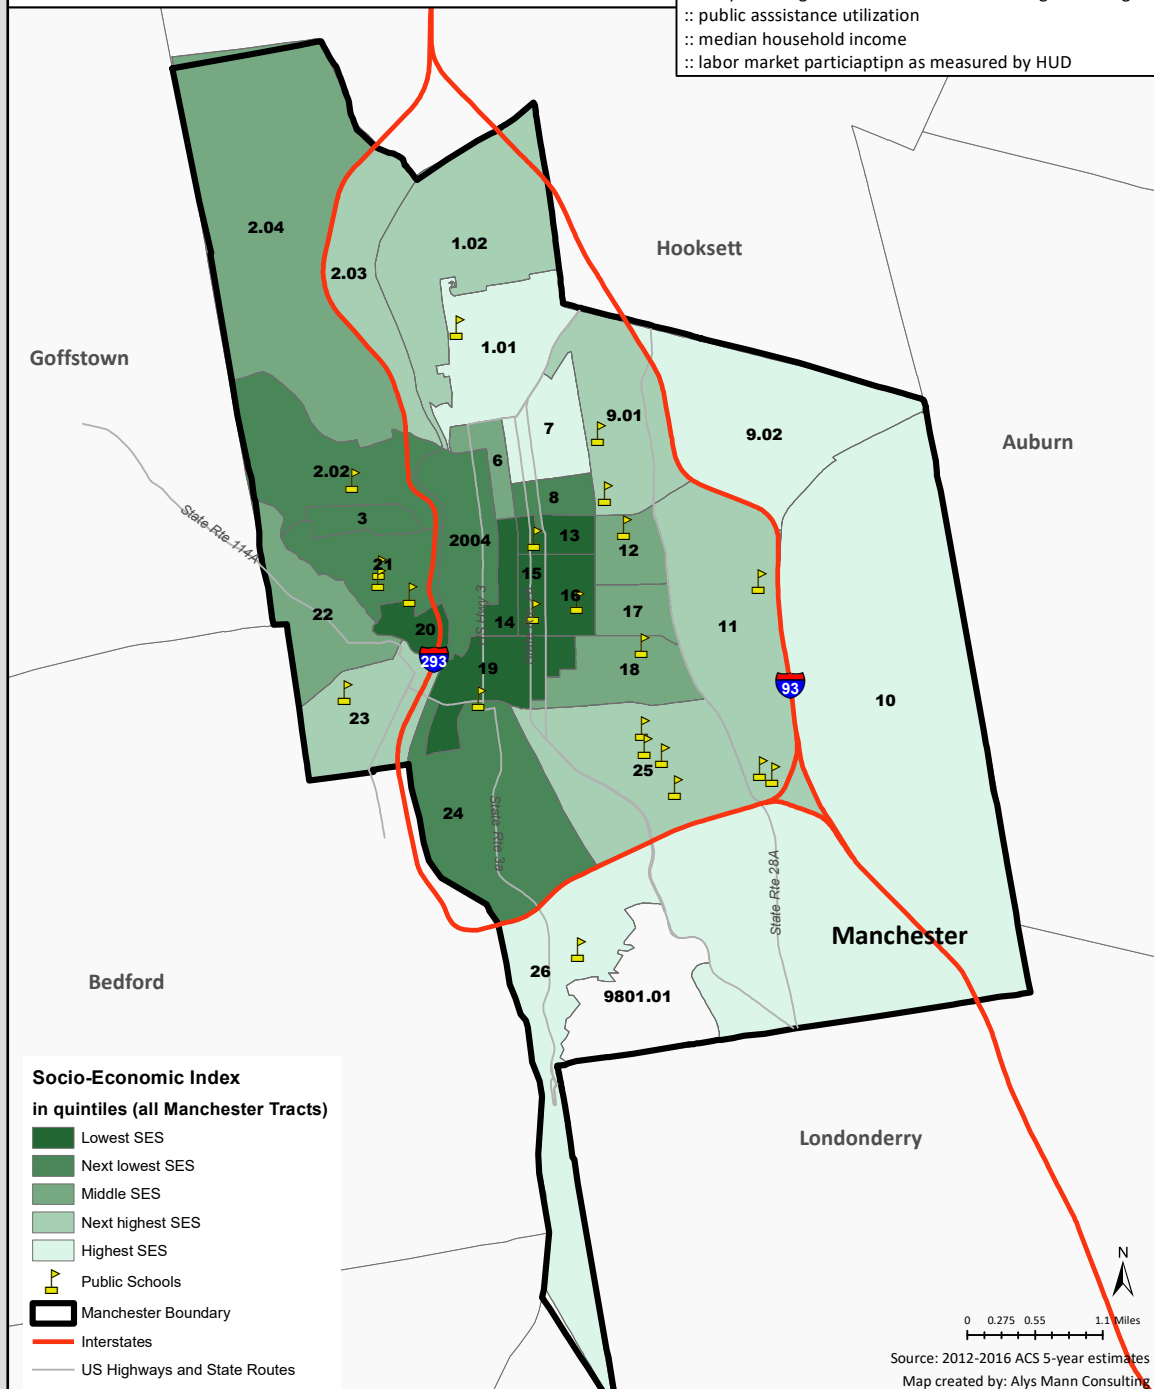 :: public asssistance utilization
:: median household income
:: labor market particiaptipn as measured by HUD
2.04
1.02
Hooksett
2.03
1.01
Goffstown
9.01
7
9.02
Auburn
6
2.02
8
State Rte 114A
3
2004
13
12
21
15
16
22
14
17
11
20
18
293
19
93
10
23
25
24
State Rte 3a
State Rte 28A
Manchester
26
Bedford
9801.01
Londonderry
Socio-Economic Index
in quintiles (all Manchester Tracts)
Lowest SES
Next lowest SES
Middle SES
Next highest SES
Highest SES
Public Schools
Manchester Boundary
Interstates
US Highways and State Routes
N
0 0.275 0.55 1.1 Miles
Source: 2012-2016 ACS 5-year estimates
Map created by: Alys Mann Consulting